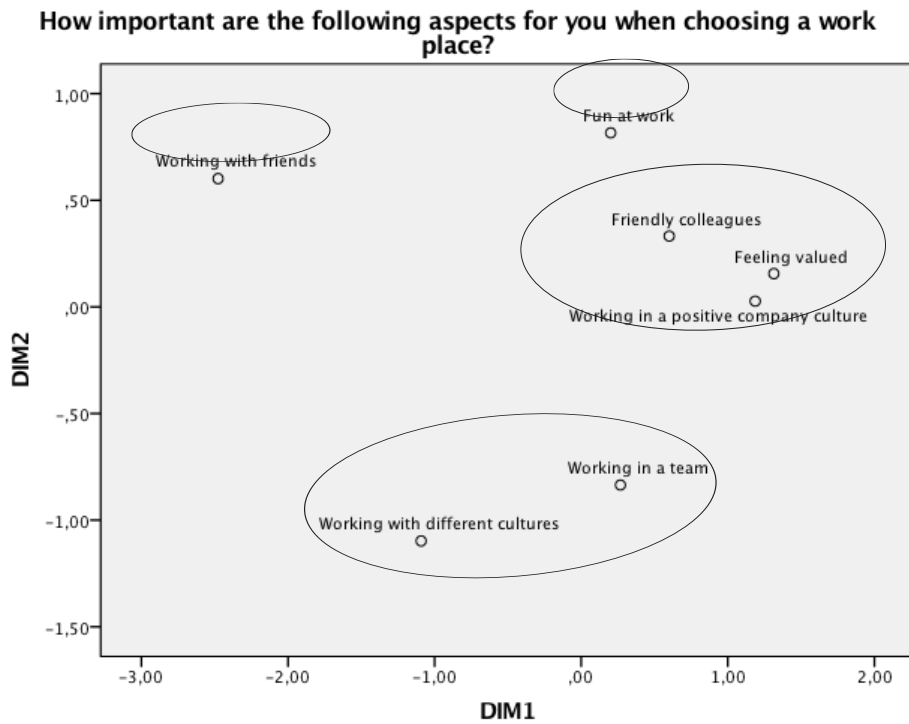 How important are the following aspects for you when choosing a work
place?
1,00
Fun at work
Working with friends
,50
Friendly colleagues
Feeling valued
,00
Working in a positive company culture
DIM2
-,50
Working in a team
-1,00
Working with different cultures
-1,50
-3,00 -2,00 -1,00 ,00 1,00 2,00
DIM1